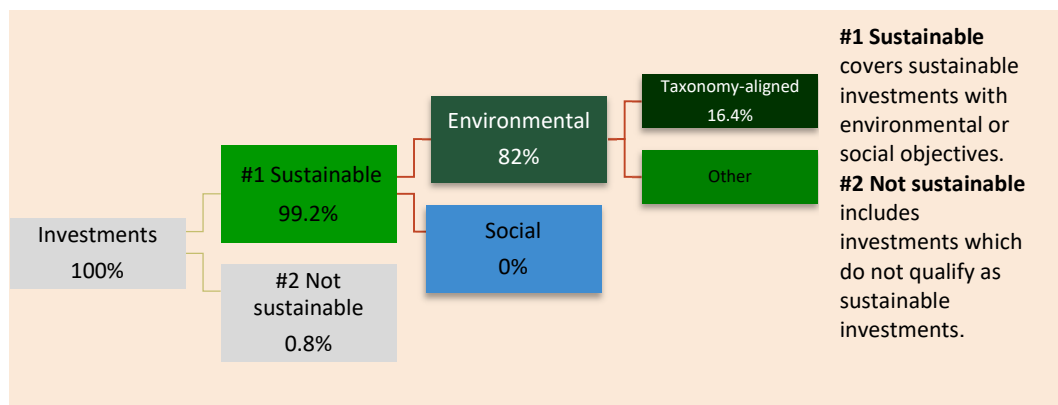 Investments
100%
#1 Sustainable
99.2%
#2 Not
sustainable
0.8%
Environmental
82%
Social
0%
Taxonomy-aligned
16.4%
Other
#1 Sustainable
covers sustainable
investments with
environmental or
social objectives.
#2 Not sustainable
includes
investments which
do not qualify as
sustainable
investments.